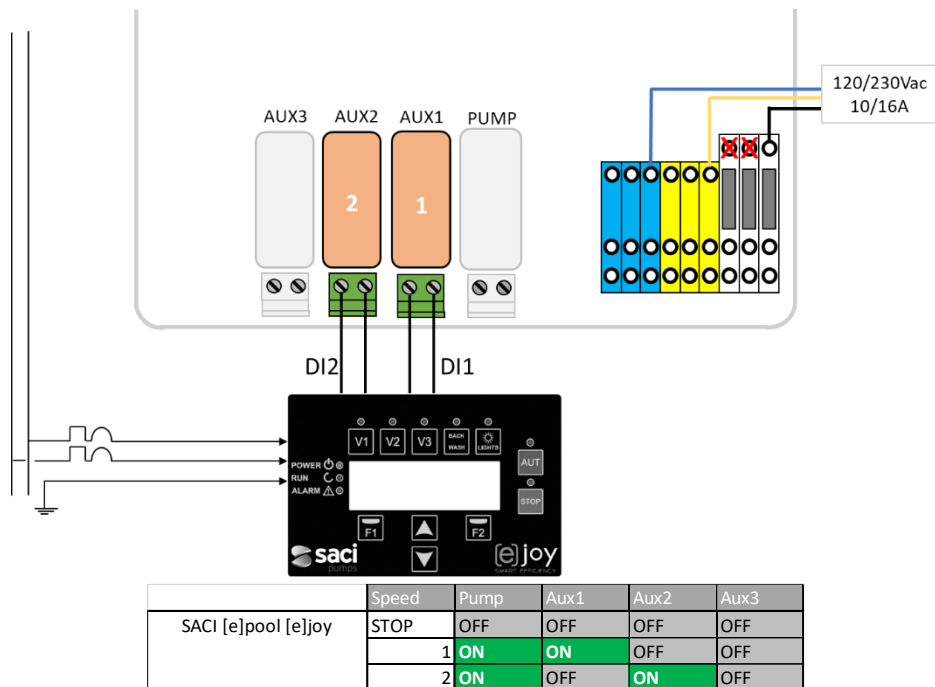 120/230Vac
10/16A
AUX3 AUX2 AUX1 PUMP
2 1
DI2 DI1
V1 V2 V3 BACK WASH LIGHTS
POWER
RUN
ALARM
AUT
STOP
F1 F2
saci
pumps
[e]joy
SMART EFFICIENCY
Speed Pump Aux1 Aux2 Aux3
SACI [e]pool [e]joy STOP OFF OFF OFF OFF
1 ON ON OFF OFF
2 ON OFF ON OFF